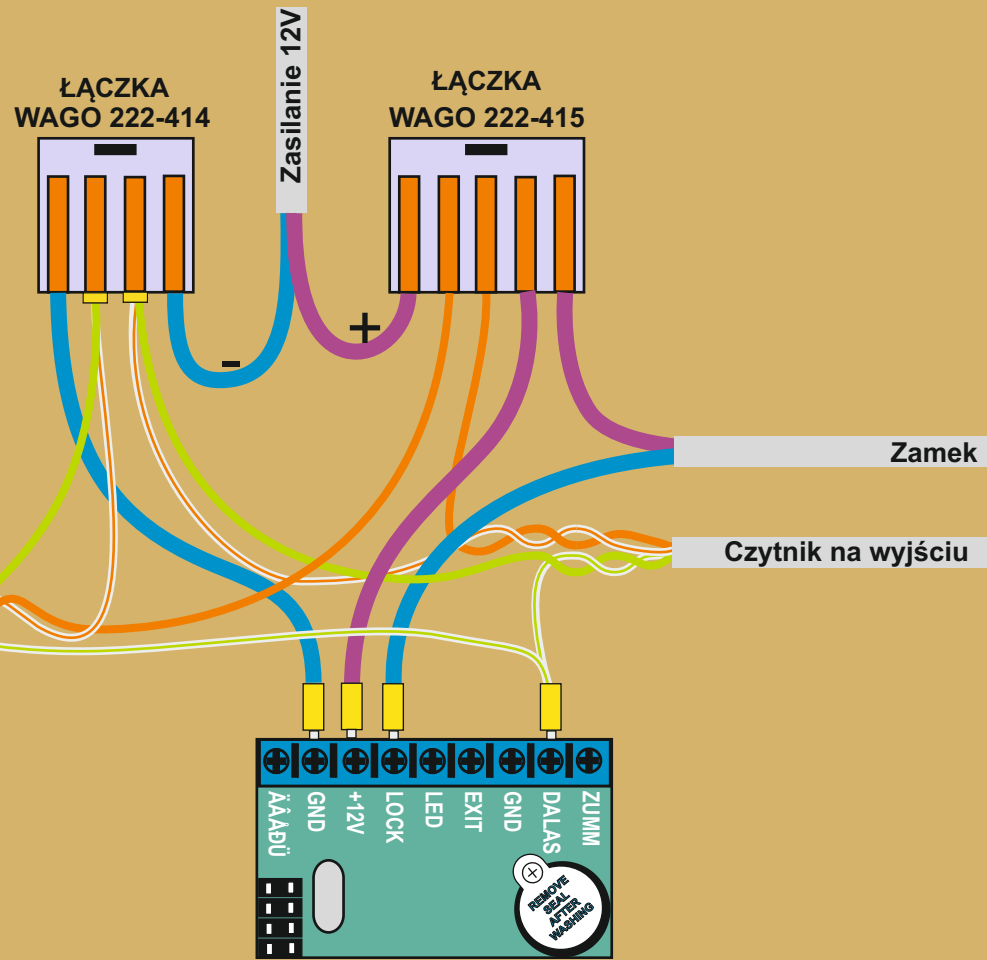 ŁĄCZKA
WAGO 222-414
Zasilanie 12V
ŁĄCZKA
WAGO 222-415
+
-
Zamek
Czytnik na wyjściu
ÄÂÅÐÜ
GND
+12V
LOCK
LED
EXIT
GND
DALAS
ZUMM
REMOVE
SEAL
AFTER
WASHING